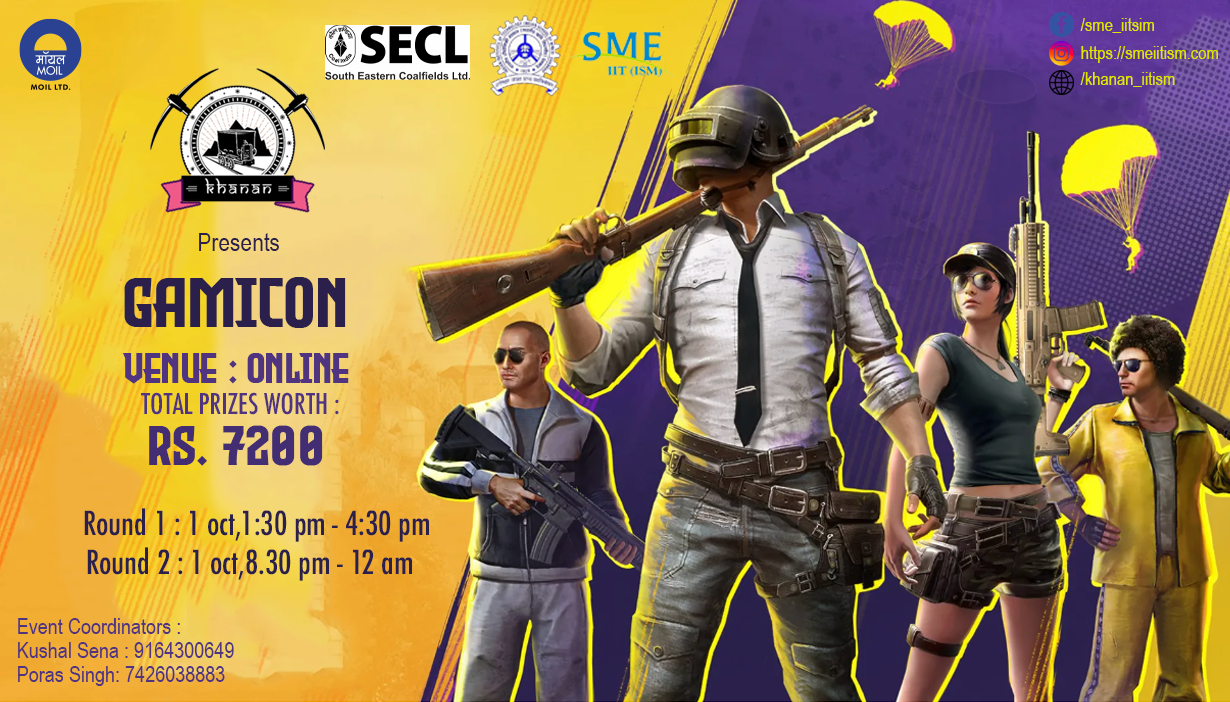 मॉयल
MOIL
MOIL LTD.
SECL
South Eastern Coalfields Ltd.
SME
IIT (ISM)
/sme_iitsim
https://smeiitism.com
/khanan_iitism
khanan
Presents
GAMICON
VENUE : ONLINE
TOTAL PRIZES WORTH :
RS. 7200
Round 1 : 1 oct,1:30 pm - 4:30 pm
Round 2 : 1 oct,8.30 pm - 12 am
Event Coordinators :
Kushal Sena : 9164300649
Poras Singh: 7426038883